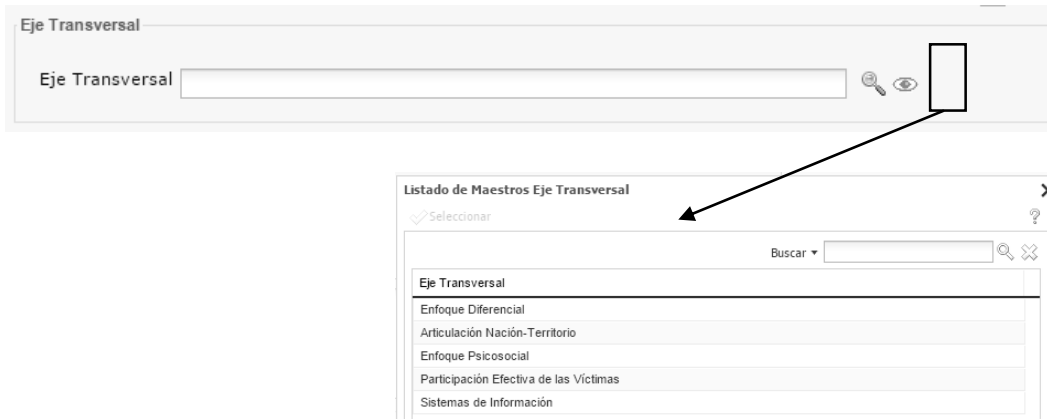 Eje Transversal
Eje Transversal
Listado de Maestros Eje Transversal
Seleccionar
?
Buscar
Eje Transversal
Enfoque Diferencial
Articulación Nación-Territorio
Enfoque Psicosocial
Participación Efectiva de las Víctimas
Sistemas de Información